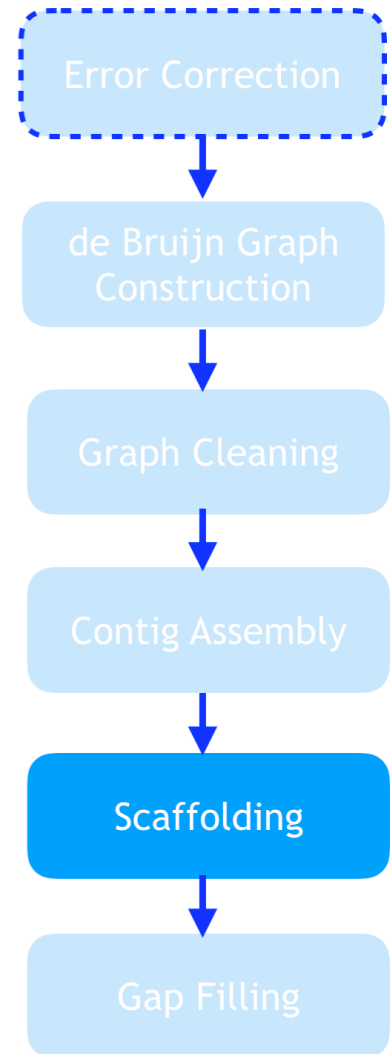 Error Correction
de Bruijn Graph
Construction
Graph Cleaning
Contig Assembly
Scaffolding
Gap Filling